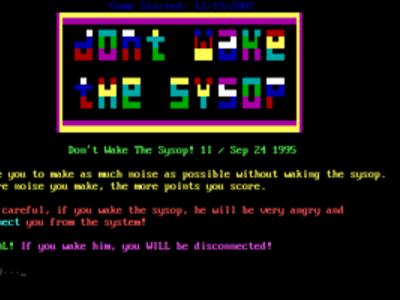 Game Started: 12/13/2007
dont wake
the sysop
Don't Wake The Sysop! II / Sep 24 1995
e you to make as much noise as possible without waking the sysop.
re noise you make, the more points you score.
careful, if you wake the sysop, he will be very angry and
nect you from the system!
AL! If you wake him, you WILL be disconnected!